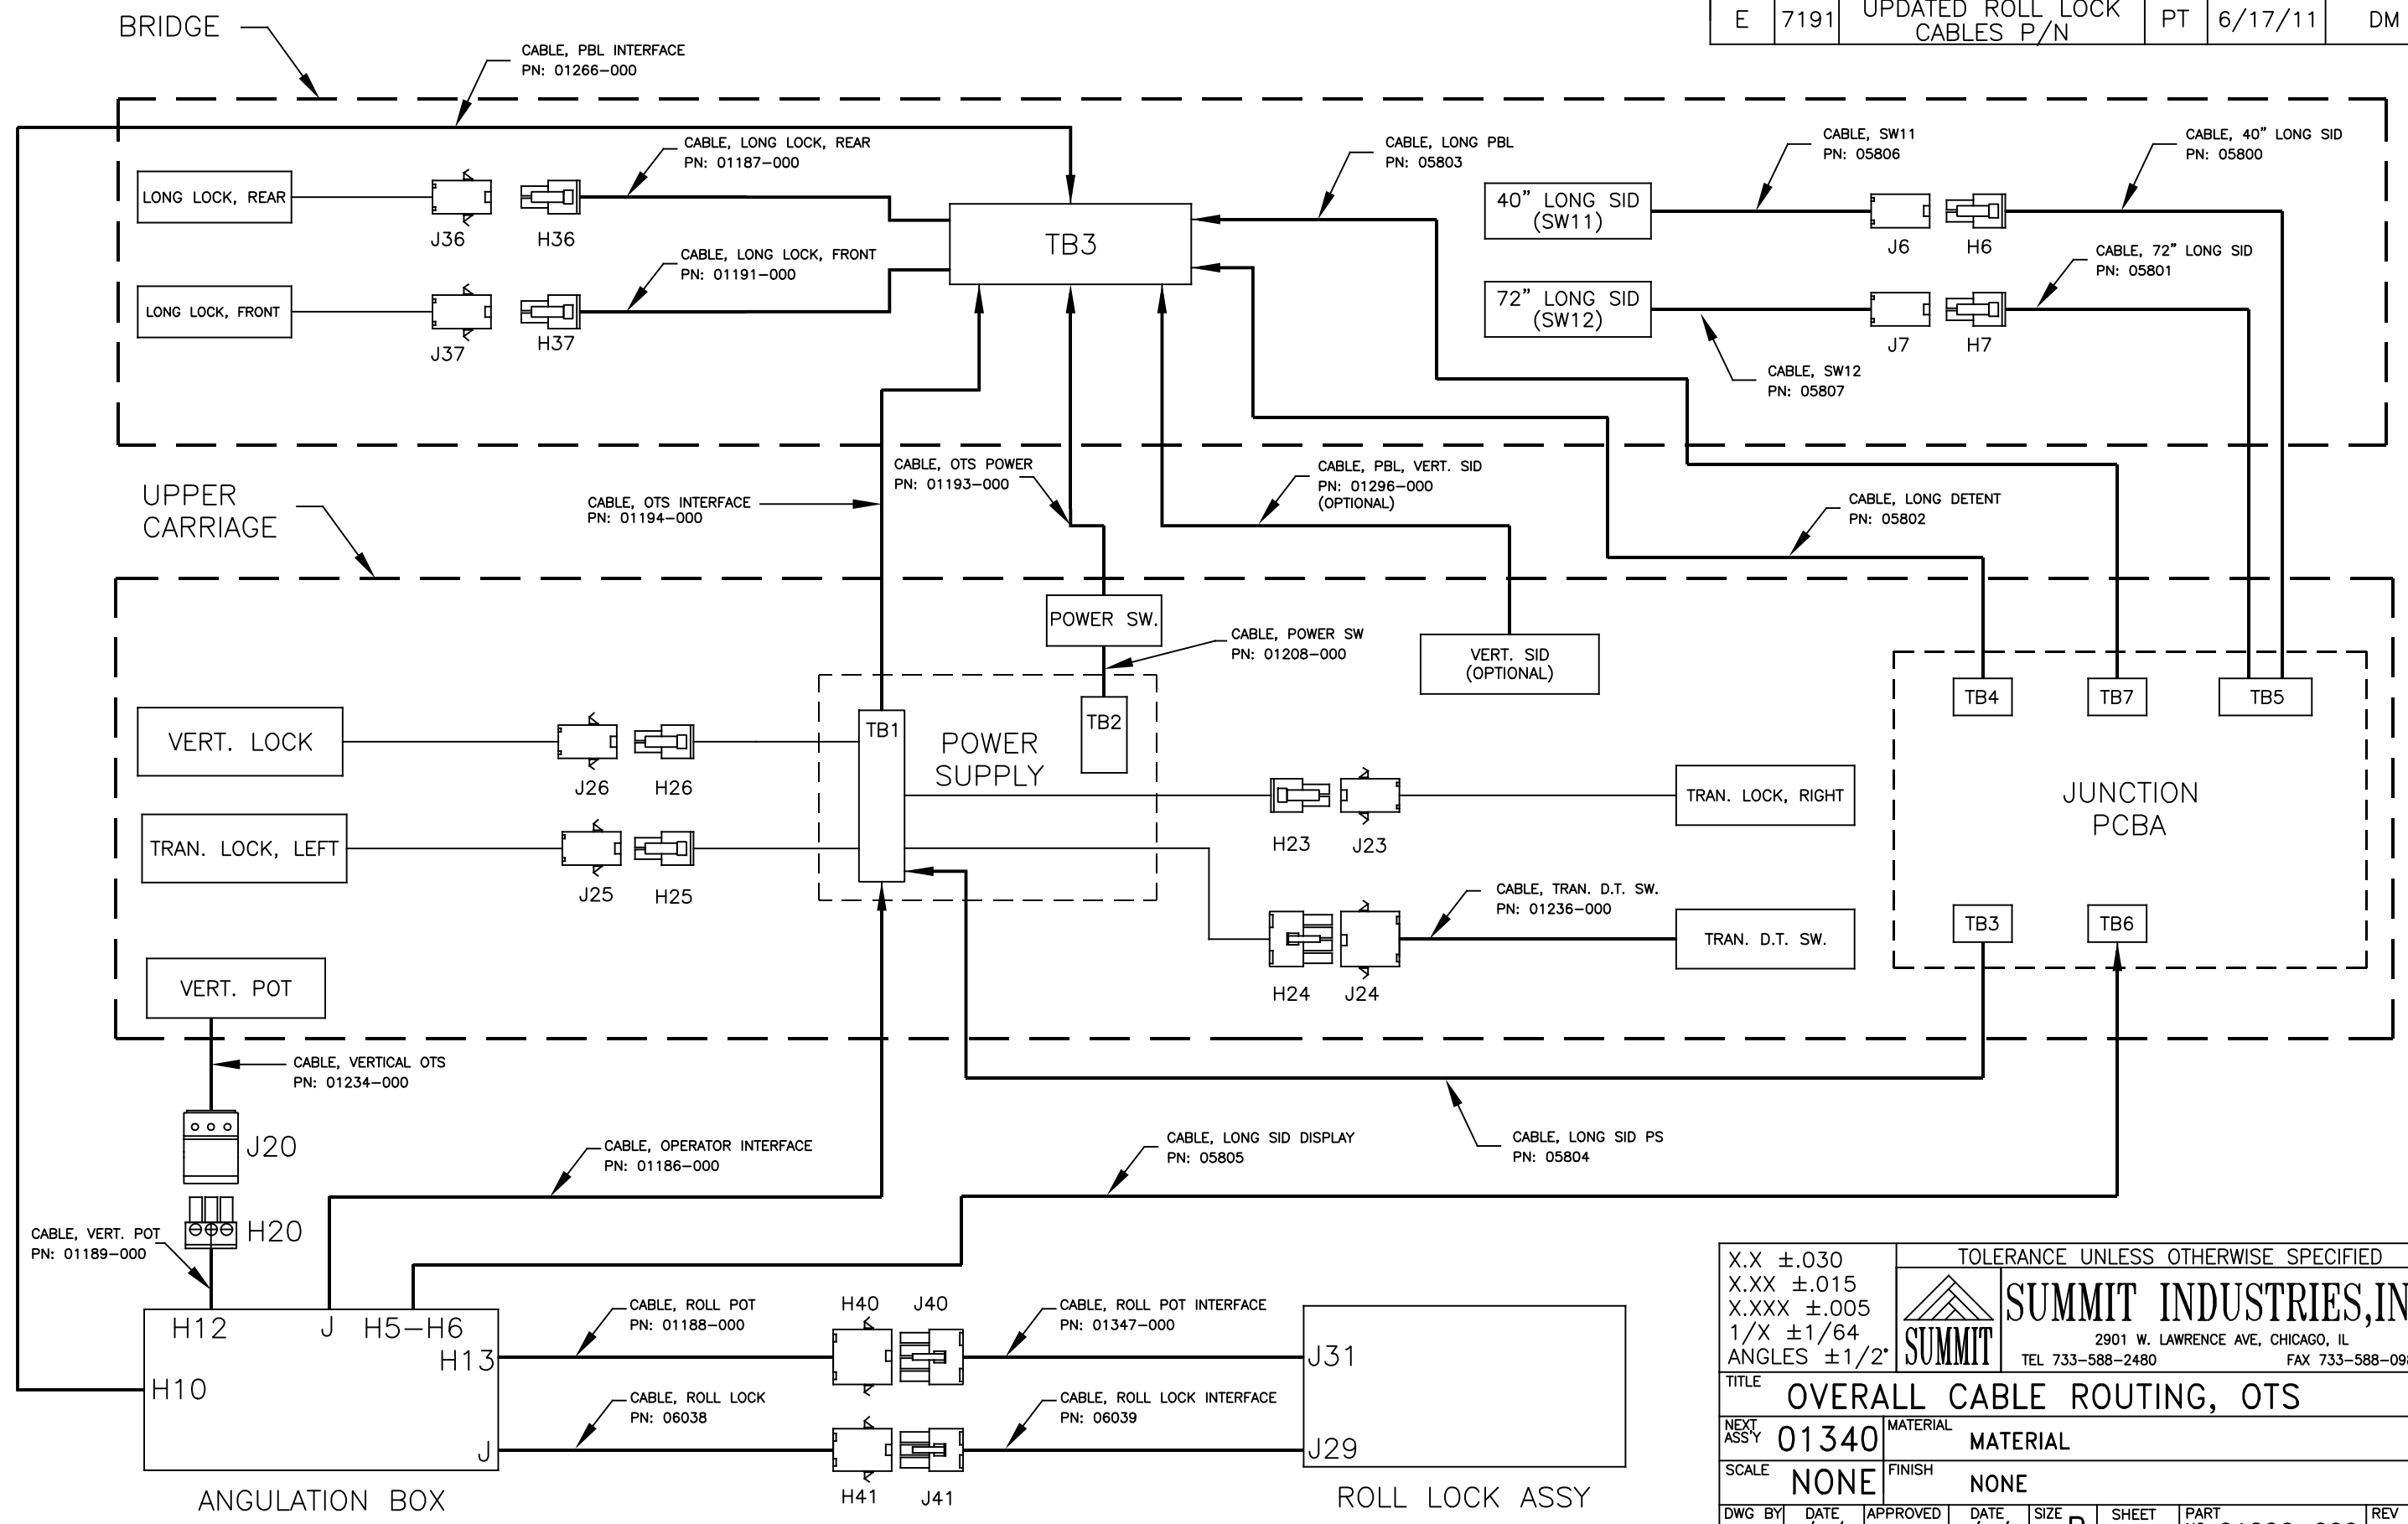 E 7191 UPDATED ROLL LOCK CABLES P/N PT 6/17/11 DM
BRIDGE
CABLE, PBL INTERFACE
PN: 01266-000
CABLE, LONG LOCK, REAR
PN: 01187-000
CABLE, LONG PBL
PN: 05803
CABLE, SW11
PN: 05806
CABLE, 40" LONG SID
PN: 05800
LONG LOCK, REAR
J36
H36
TB3
40" LONG SID
(SW11)
J6
H6
CABLE, LONG LOCK, FRONT
PN: 01191-000
CABLE, 72" LONG SID
PN: 05801
LONG LOCK, FRONT
J37
H37
72" LONG SID
(SW12)
J7
H7
CABLE, SW12
PN: 05807
UPPER
CARRIAGE
CABLE, OTS INTERFACE
PN: 01194-000
CABLE, OTS POWER
PN: 01193-000
CABLE, PBL, VERT. SID
PN: 01296-000
(OPTIONAL)
CABLE, LONG DETENT
PN: 05802
POWER SW.
CABLE, POWER SW
PN: 01208-000
VERT. SID
(OPTIONAL)
TB4
TB7
TB5
VERT. LOCK
J26
H26
TB1
POWER
SUPPLY
TB2
H23
J23
TRAN. LOCK, RIGHT
JUNCTION
PCBA
TRAN. LOCK, LEFT
J25
H25
CABLE, TRAN. D.T. SW.
PN: 01236-000
H24
J24
TRAN. D.T. SW.
TB3
TB6
VERT. POT
CABLE, VERTICAL OTS
PN: 01234-000
J20
CABLE, OPERATOR INTERFACE
PN: 01186-000
CABLE, LONG SID DISPLAY
PN: 05805
CABLE, LONG SID PS
PN: 05804
H20
CABLE, VERT. POT
PN: 01189-000
H12
J
H5-H6
H13
H10
J
ANGULATION BOX
CABLE, ROLL POT
PN: 01188-000
H40
J40
CABLE, ROLL POT INTERFACE
PN: 01347-000
J31
CABLE, ROLL LOCK
PN: 06038
H41
J41
CABLE, ROLL LOCK INTERFACE
PN: 06039
J29
ROLL LOCK ASSY
X.X ±.030
X.XX ±.015
X.XXX ±.005
1/X ±1/64
ANGLES ±1/2°
TOLERANCE UNLESS OTHERWISE SPECIFIED
SUMMIT
SUMMIT INDUSTRIES,IN
2901 W. LAWRENCE AVE, CHICAGO, IL
TEL 733-588-2480 FAX 733-588-09
TITLE OVERALL CABLE ROUTING, OTS
NEXT ASS'Y 01340 MATERIAL MATERIAL
SCALE NONE FINISH NONE
DWG BY DATE APPROVED DATE SIZE SHEET PART REV